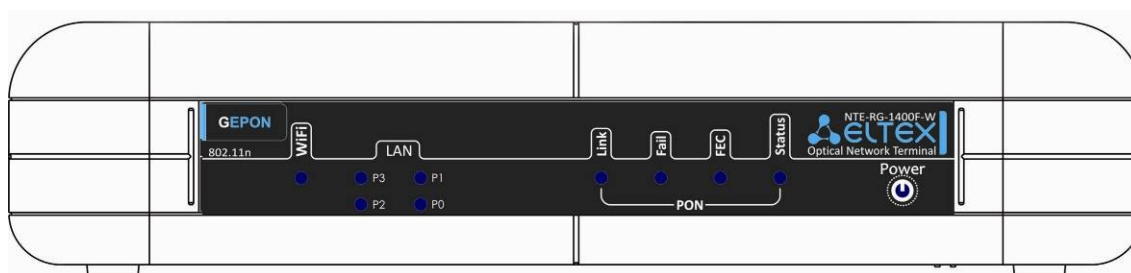 GEPON
802.11n
WiFi
LAN
P3
P1
P2
P0
Link
Fail
FEC
Status
PON
NTE-RG-1400F-W
ELTEX
Optical Network Terminal
Power